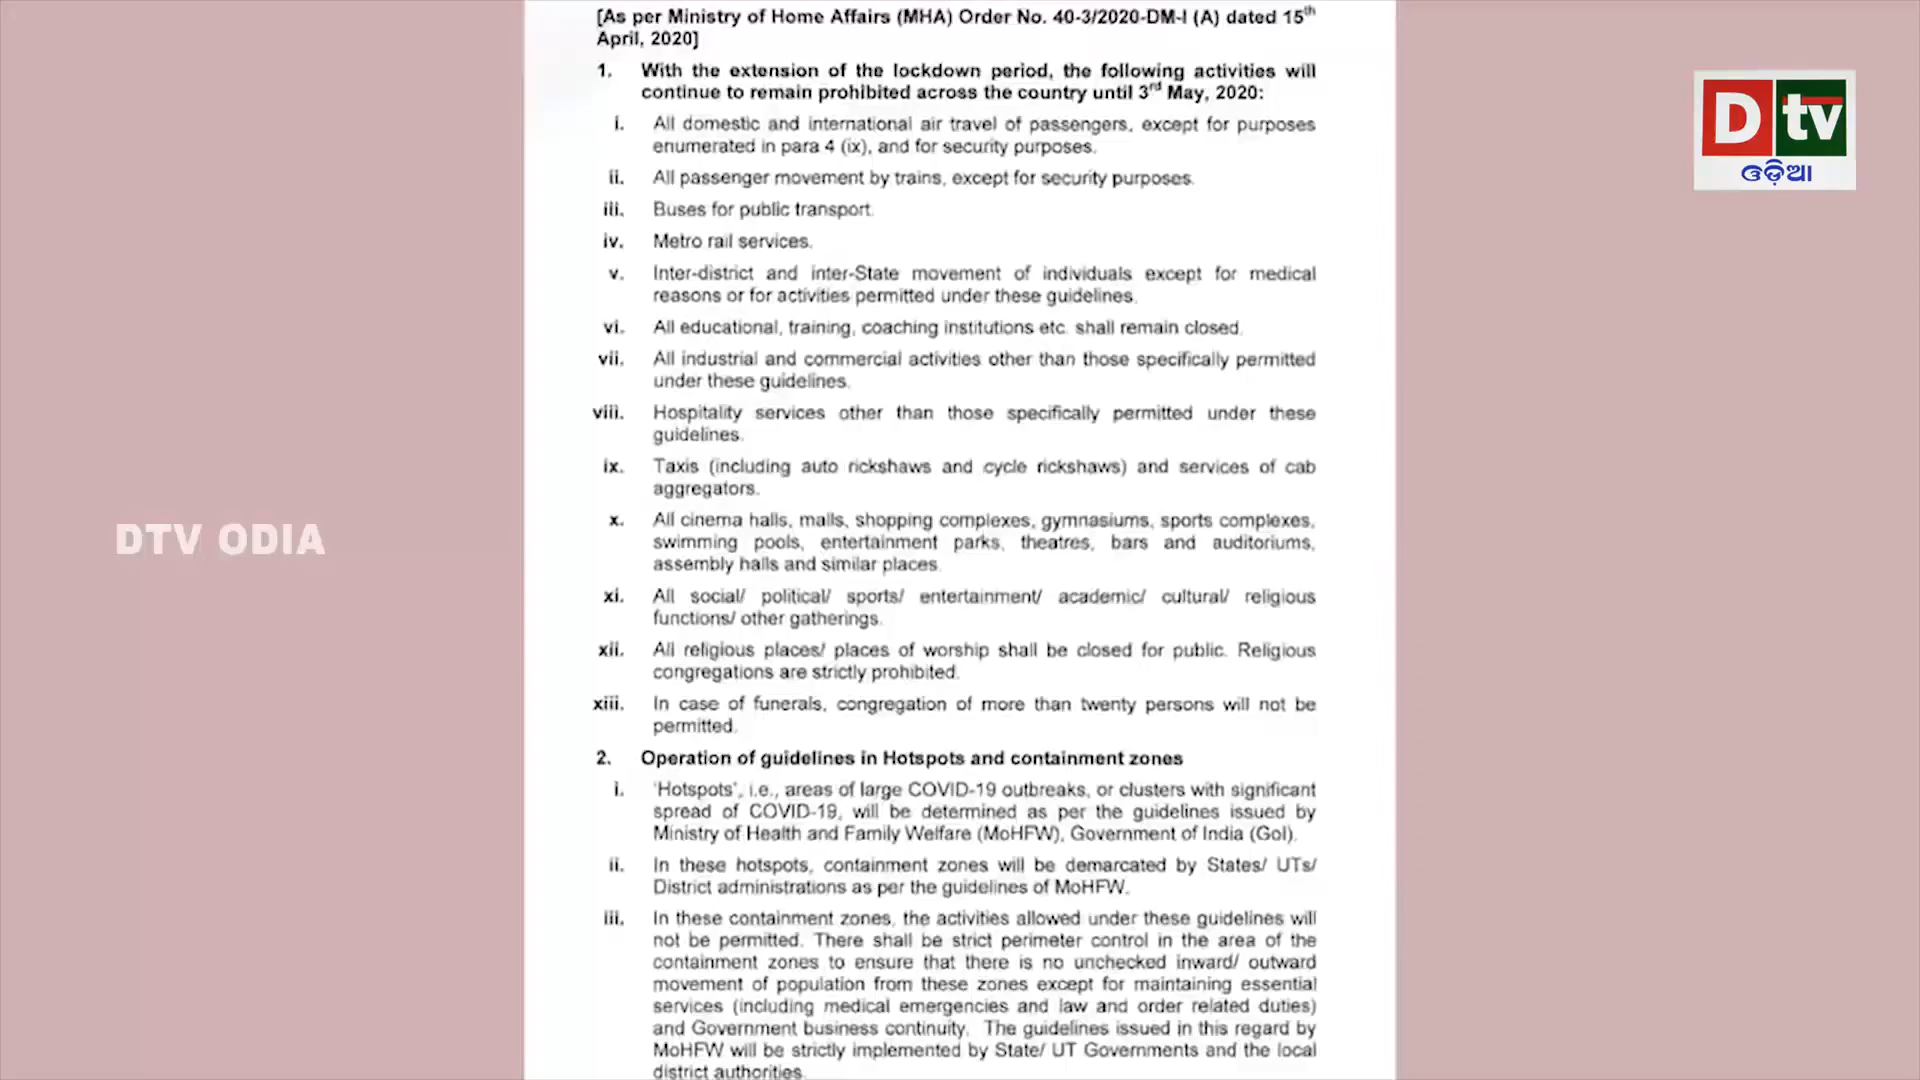 [As per Ministry of Home Affairs (MHA) Order No. 40-3/2020-DM-I (A) dated 15th
April, 2020]
1. With the extension of the lockdown period, the following activities will
continue to remain prohibited across the country until 3rd May, 2020:
i. All domestic and international air travel of passengers, except for purposes
enumerated in para 4 (ix), and for security purposes.
ii. All passenger movement by trains, except for security purposes.
iii. Buses for public transport.
iv. Metro rail services.
v. Inter-district and inter-State movement of individuals except for medical
reasons or for activities permitted under these guidelines.
vi. All educational, training, coaching institutions etc. shall remain closed.
vii. All industrial and commercial activities other than those specifically permitted
under these guidelines.
viii. Hospitality services other than those specifically permitted under these
guidelines.
ix. Taxis (including auto rickshaws and cycle rickshaws) and services of cab
aggregators.
x. All cinema halls, malls, shopping complexes, gymnasiums, sports complexes,
swimming pools, entertainment parks, theatres, bars and auditoriums,
assembly halls and similar places.
xi. All social/ political/ sports/ entertainment/ academic/ cultural/ religious
functions/ other gatherings.
xii. All religious places/ places of worship shall be closed for public. Religious
congregations are strictly prohibited.
xiii. In case of funerals, congregation of more than twenty persons will not be
permitted.
2. Operation of guidelines in Hotspots and containment zones
i. 'Hotspots', i.e., areas of large COVID-19 outbreaks, or clusters with significant
spread of COVID-19, will be determined as per the guidelines issued by
Ministry of Health and Family Welfare (MoHFW), Government of India (GoI).
ii. In these hotspots, containment zones will be demarcated by States/ UTs/
District administrations as per the guidelines of MoHFW.
iii. In these containment zones, the activities allowed under these guidelines will
not be permitted. There shall be strict perimeter control in the area of the
containment zones to ensure that there is no unchecked inward/ outward
movement of population from these zones except for maintaining essential
services (including medical emergencies and law and order related duties)
and Government business continuity. The guidelines issued in this regard by
MoHFW will be strictly implemented by State/ UT Governments and the local
district authorities.
DTV ODIA
D tv
ଓଡ଼ିଆ